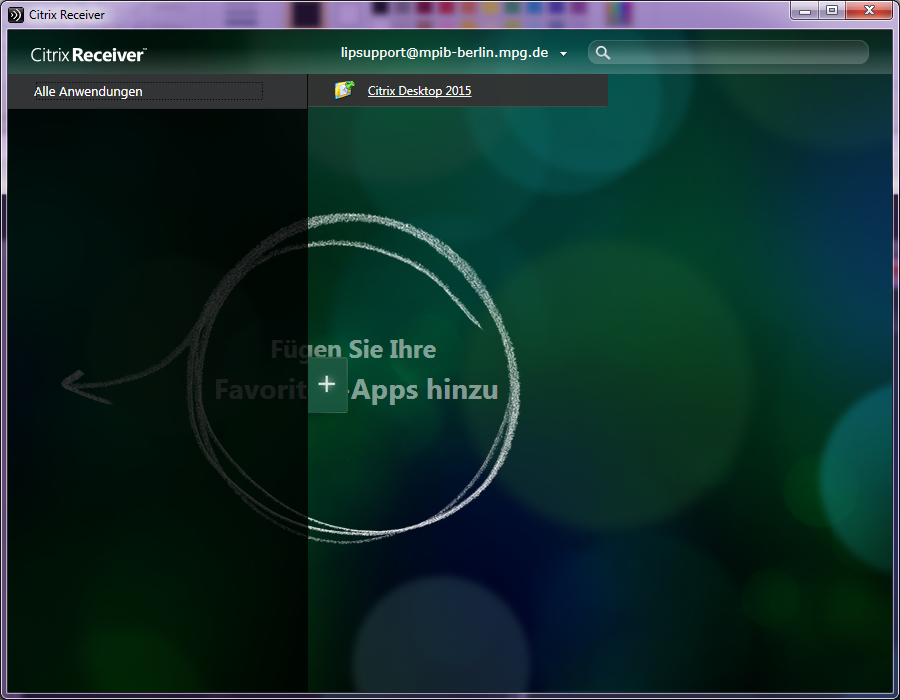 Citrix Receiver
Citrix Receiver™
lipsupport@mpib-berlin.mpg.de
Alle Anwendungen
Citrix Desktop 2015
Fügen Sie Ihre
Favorit -Apps hinzu